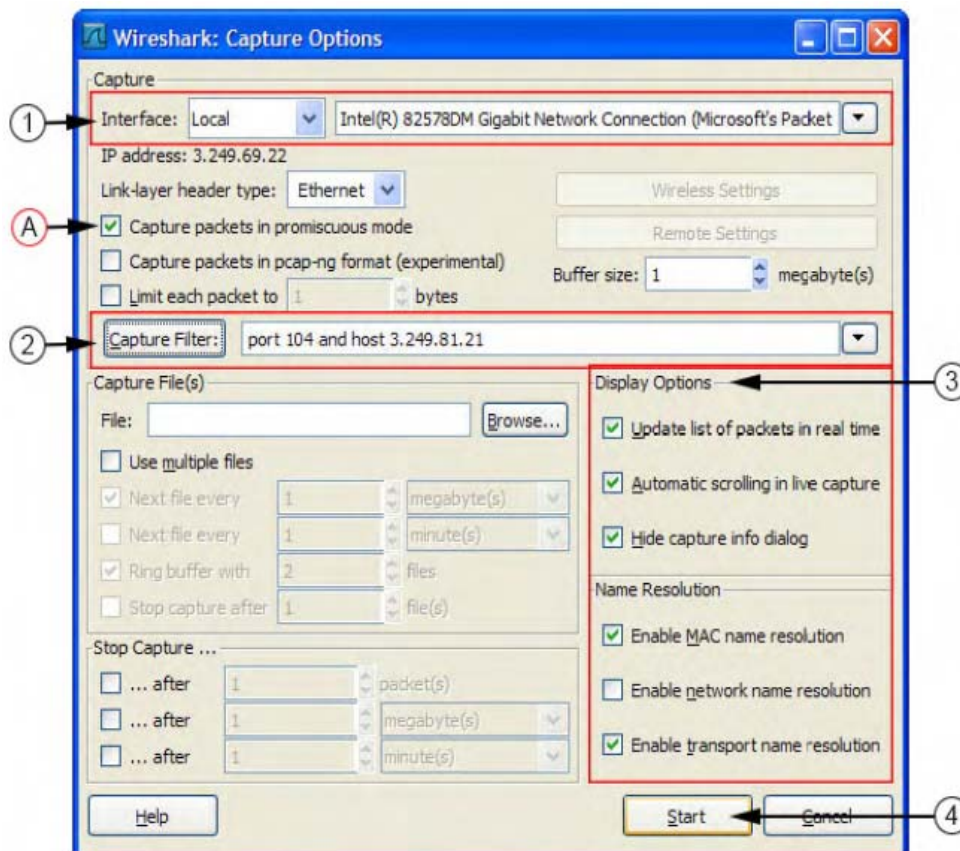 Wireshark: Capture Options
Capture
1
Interface: Local Intel(R) 82578DM Gigabit Network Connection (Microsoft's Packet
IP address: 3.249.69.22
Link-layer header type: Ethernet
Wireless Settings
A
Capture packets in promiscuous mode
Remote Settings
Capture packets in pcap-ng format (experimental)
Buffer size: 1 megabyte(s)
Limit each packet to 1 bytes
2
Capture Filter: port 104 and host 3.249.81.21
Capture File(s)
File: Browse...
Use multiple files
Next file every 1 megabyte(s)
Next file every 1 minute(s)
Ring buffer with 2 files
Stop capture after 1 file(s)
Stop Capture ...
... after 1 packet(s)
... after 1 megabyte(s)
... after 1 minute(s)
Display Options
3
Update list of packets in real time
Automatic scrolling in live capture
Hide capture info dialog
Name Resolution
Enable MAC name resolution
Enable network name resolution
Enable transport name resolution
Help
Start
Cancel
4